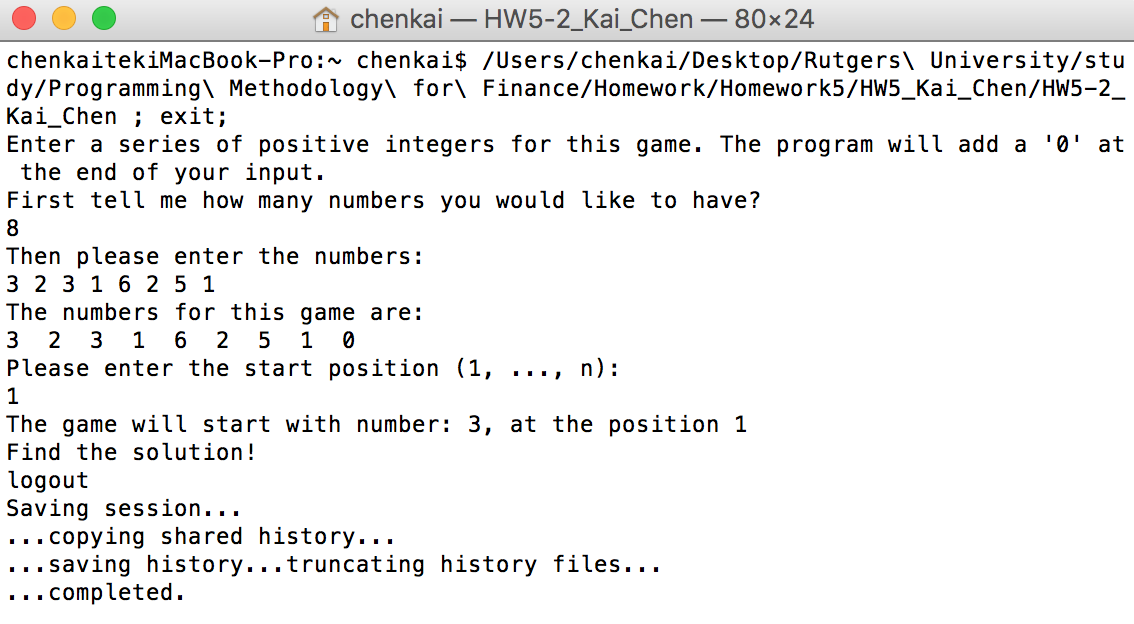 chenkai — HW5-2_Kai_Chen — 80×24
chenkaitekiMacBook-Pro:~ chenkai$ /Users/chenkai/Desktop/Rutgers\ University/stu
dy/Programming\ Methodology\ for\ Finance/Homework/Homework5/HW5_Kai_Chen/HW5-2_
Kai_Chen ; exit;
Enter a series of positive integers for this game. The program will add a '0' at
 the end of your input.
First tell me how many numbers you would like to have?
8
Then please enter the numbers:
3 2 3 1 6 2 5 1
The numbers for this game are:
3  2  3  1  6  2  5  1  0
Please enter the start position (1, ..., n):
1
The game will start with number: 3, at the position 1
Find the solution!
logout
Saving session...
...copying shared history...
...saving history...truncating history files...
...completed.